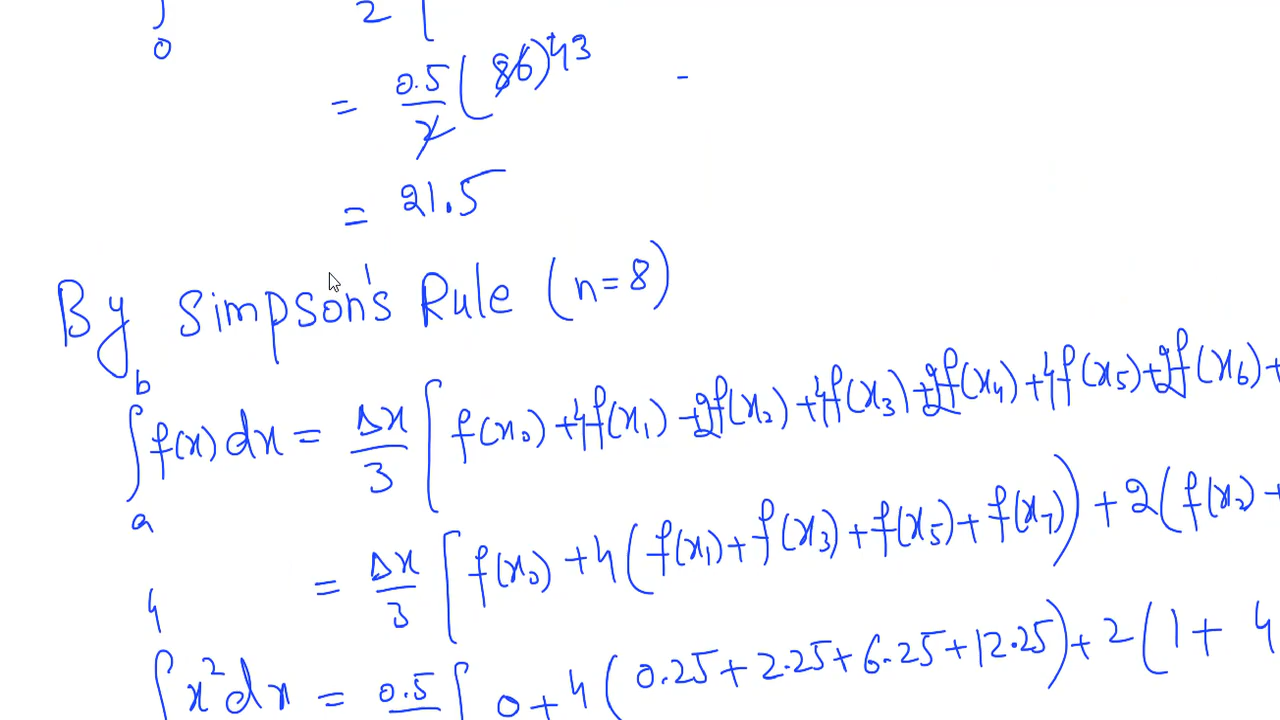 ∫ 0 2 [
= 0.5/2 (86) 43
= 21.5
By Simpson's Rule (n=8)
∫_a^b f(x) dx = Δx/3 [ f(x₀) + 4f(x₁) + 2f(x₂) + 4f(x₃) + 2f(x₄) + 4f(x₅) + 2f(x₆) +
= Δx/3 [ f(x₀) + 4 ( f(x₁) + f(x₃) + f(x₅) + f(x₇) ) + 2 ( f(x₂) +
∫^4 x² dx = 0.5 [ 0 + 4 ( 0.25 + 2.25 + 6.25 + 12.25 ) + 2 ( 1 + 4